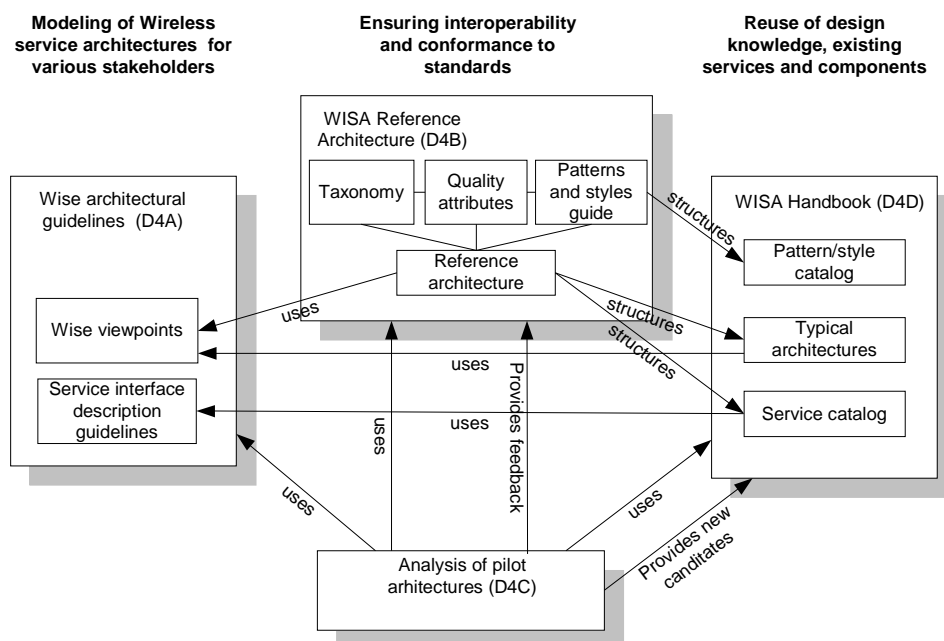 Modeling of Wireless
service architectures for
various stakeholders
Ensuring interoperability
and conformance to
standards
Reuse of design
knowledge, existing
services and components
WISA Reference
Architecture (D4B)
Taxonomy
Quality
attributes
Patterns
and styles
guide
Reference
architecture
Wise architectural
guidelines (D4A)
Wise viewpoints
Service interface
description
guidelines
WISA Handbook (D4D)
Pattern/style
catalog
Typical
architectures
Service catalog
structures
structures
structures
uses
uses
uses
uses
uses
Provides feedback
uses
Provides new
canditates
Analysis of pilot
arhitectures (D4C)